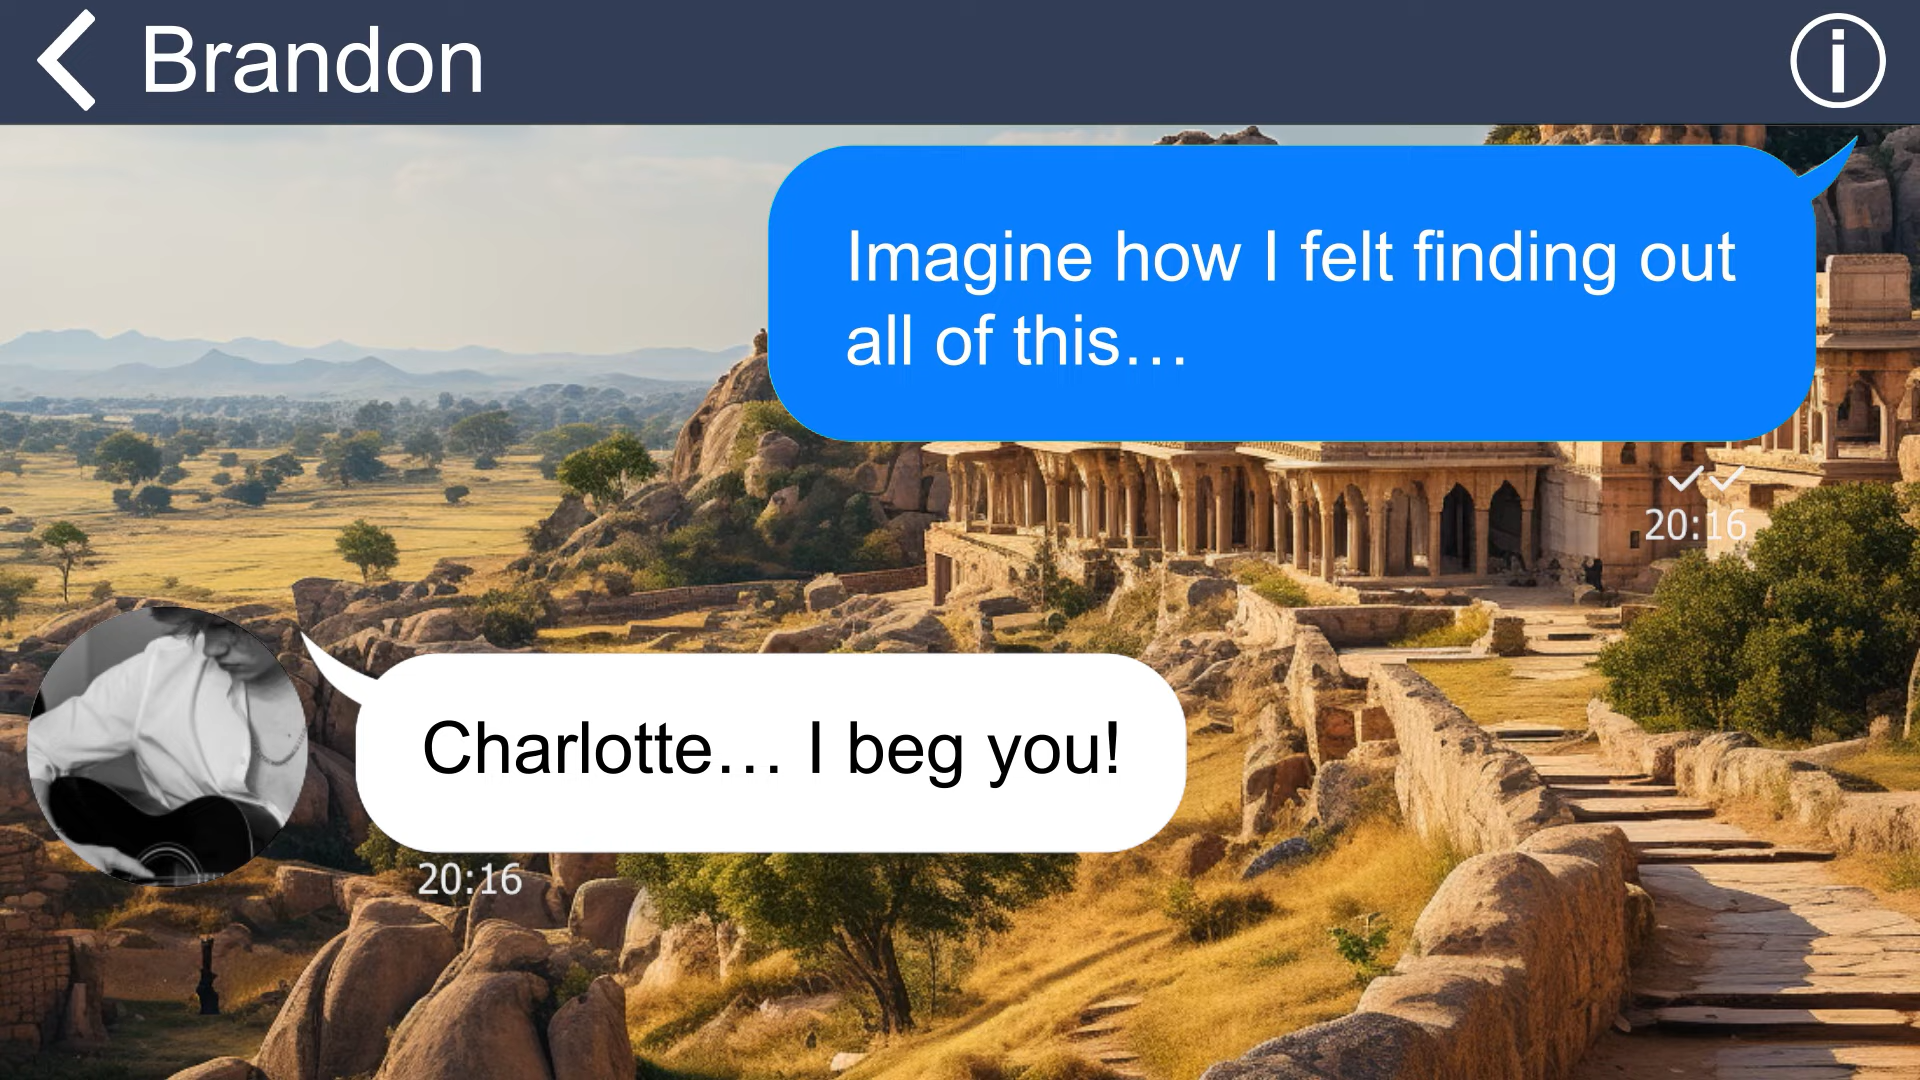 Brandon
Imagine how I felt finding out
all of this…
20:16
Charlotte… I beg you!
20:16